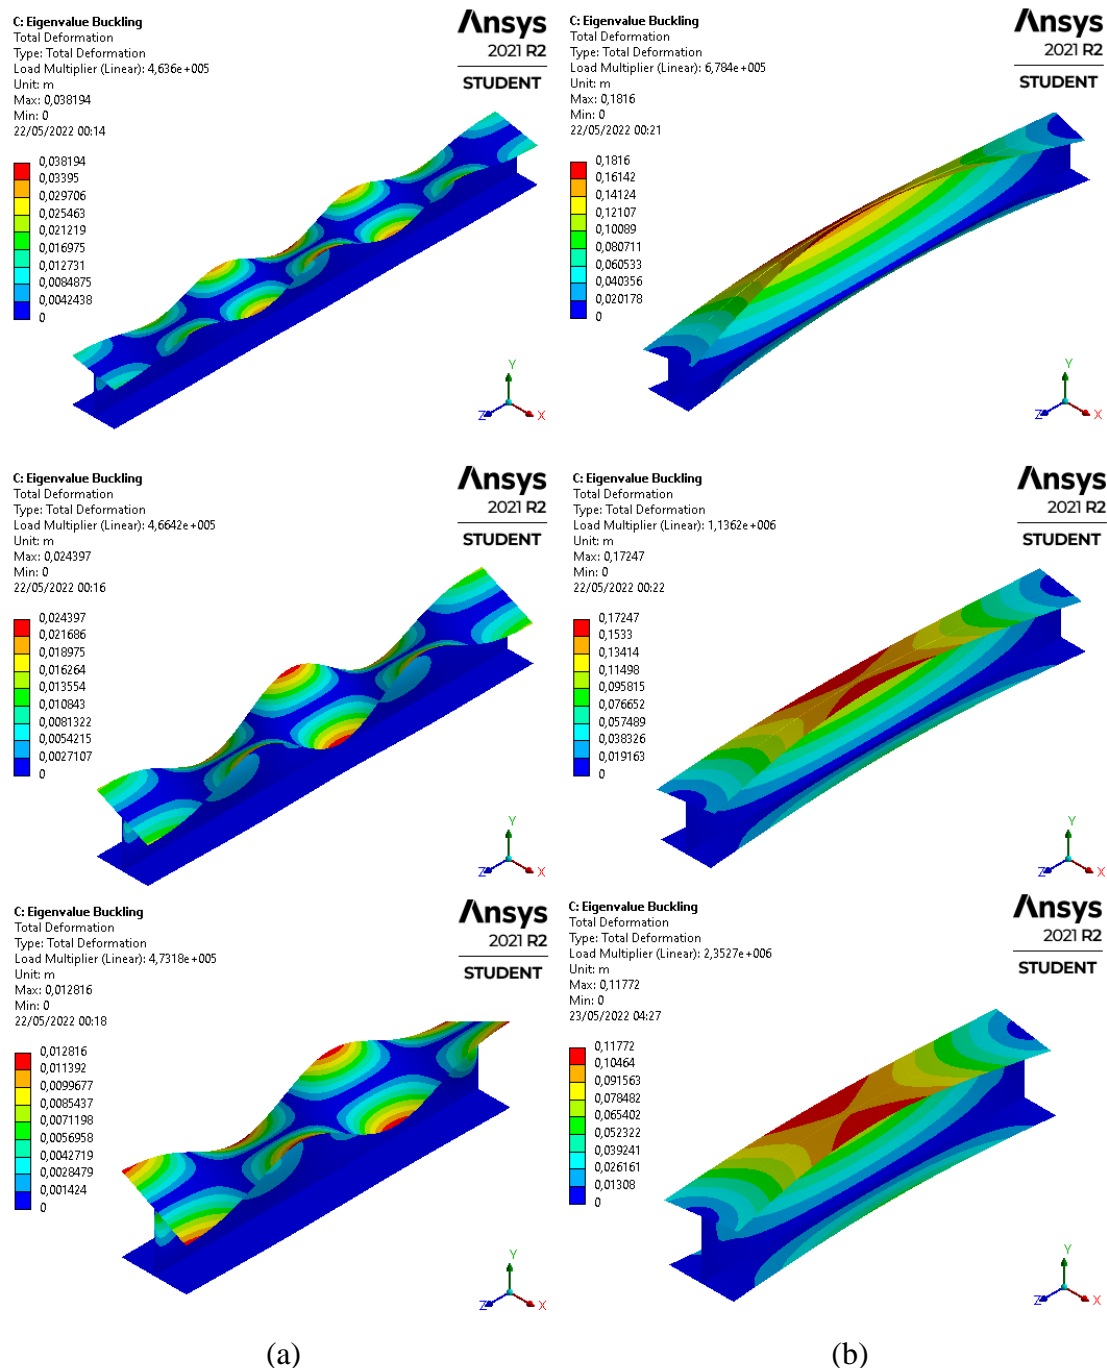 C: Eigenvalue Buckling
Total Deformation
Type: Total Deformation
Load Multiplier (Linear): 4,636e+005
Unit: m
Max: 0,038194
Min: 0
22/05/2022 00:14
Ansys
2021 R2
STUDENT
0,038194
0,03395
0,029706
0,025463
0,021219
0,016975
0,012731
0,0084875
0,0042438
0
Y
Z
X
C: Eigenvalue Buckling
Total Deformation
Type: Total Deformation
Load Multiplier (Linear): 6,784e+005
Unit: m
Max: 0,1816
Min: 0
22/05/2022 00:21
Ansys
2021 R2
STUDENT
0,1816
0,16142
0,14124
0,12107
0,10089
0,080711
0,060533
0,040356
0,020178
0
Y
Z
X
C: Eigenvalue Buckling
Total Deformation
Type: Total Deformation
Load Multiplier (Linear): 4,6642e+005
Unit: m
Max: 0,024397
Min: 0
22/05/2022 00:16
Ansys
2021 R2
STUDENT
0,024397
0,021686
0,018975
0,016264
0,013554
0,010843
0,0081322
0,0054215
0,0027107
0
Y
Z
X
C: Eigenvalue Buckling
Total Deformation
Type: Total Deformation
Load Multiplier (Linear): 1,1362e+006
Unit: m
Max: 0,17247
Min: 0
22/05/2022 00:22
Ansys
2021 R2
STUDENT
0,17247
0,1533
0,13414
0,11498
0,095815
0,076652
0,057489
0,038326
0,019163
0
Y
Z
X
C: Eigenvalue Buckling
Total Deformation
Type: Total Deformation
Load Multiplier (Linear): 4,7318e+005
Unit: m
Max: 0,012816
Min: 0
22/05/2022 00:18
Ansys
2021 R2
STUDENT
0,012816
0,011392
0,0099677
0,0085437
0,0071198
0,0056958
0,0042719
0,0028479
0,001424
0
Y
Z
X
C: Eigenvalue Buckling
Total Deformation
Type: Total Deformation
Load Multiplier (Linear): 2,3527e+006
Unit: m
Max: 0,11772
Min: 0
23/05/2022 04:27
Ansys
2021 R2
STUDENT
0,11772
0,10464
0,091563
0,078482
0,065402
0,052322
0,039241
0,026161
0,01308
0
Y
Z
X
(a)
(b)